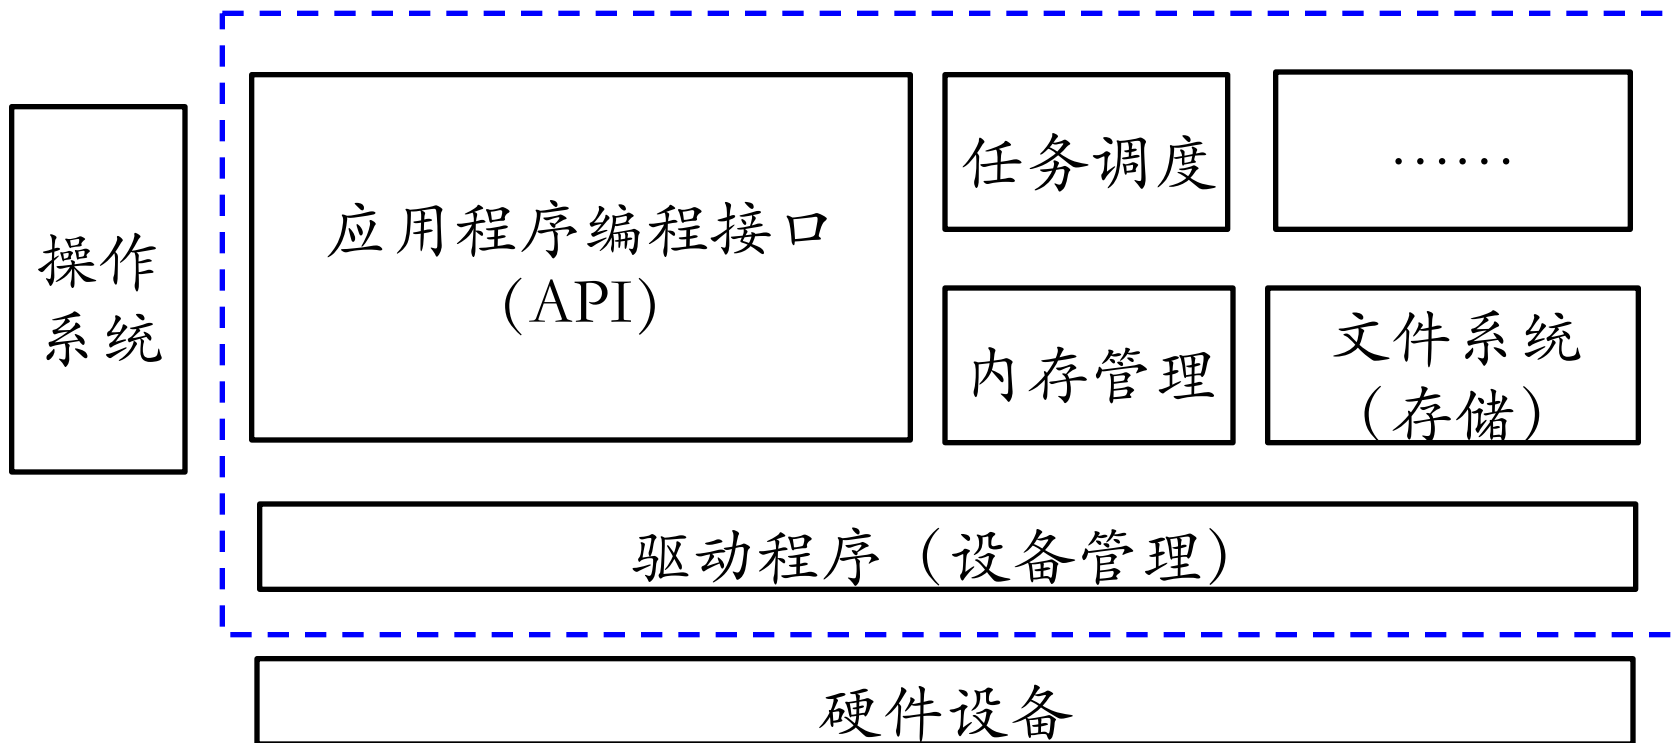 操作
系统
应用程序编程接口
(API)
任务调度
……
内存管理
文件系统
(存储)
驱动程序(设备管理)
硬件设备